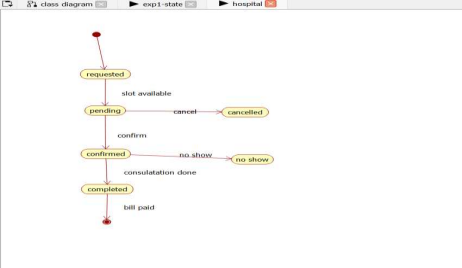 class diagram
exp1-state
hospital
requested
slot available
pending
cancel
cancelled
confirm
confirmed
no show
no show
consulatation done
completed
bill paid